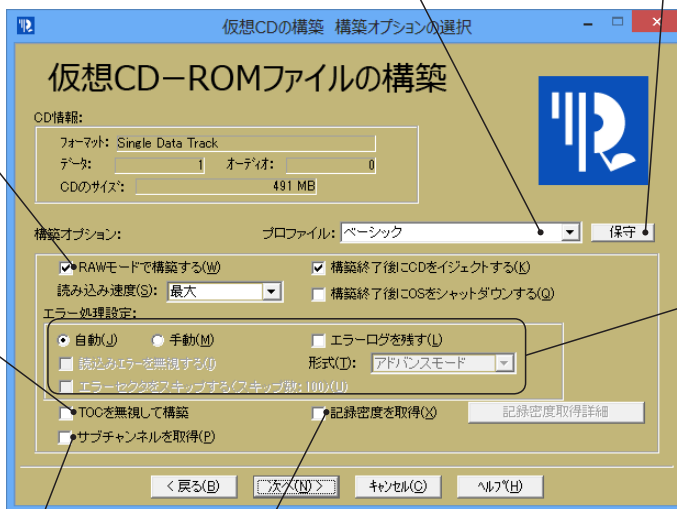 仮想CDの構築 構築オプションの選択
仮想CD－ROMファイルの構築
CD情報:
フォーマット: Single Data Track
データ: 1 オーディオ: 0
CDのサイズ: 491 MB
構築オプション: プロファイル: ベーシック 保守
RAWモードで構築する(W) 構築終了後にCDをイジェクトする(K)
読み込み速度(S): 最大 構築終了後にOSをシャットダウンする(Q)
エラー処理設定:
自動(J) 手動(M) エラーログを残す(L)
読込みエラーを無視する(I) 形式(T): アドバンスモード
エラーセクタをスキップする(スキップ数:100)(U)
TOCを無視して構築 記録密度を取得(X) 記録密度取得詳細
サブチャンネルを取得(P)
< 戻る(B) 次へ(N) > キャンセル(C) ヘルプ(H)